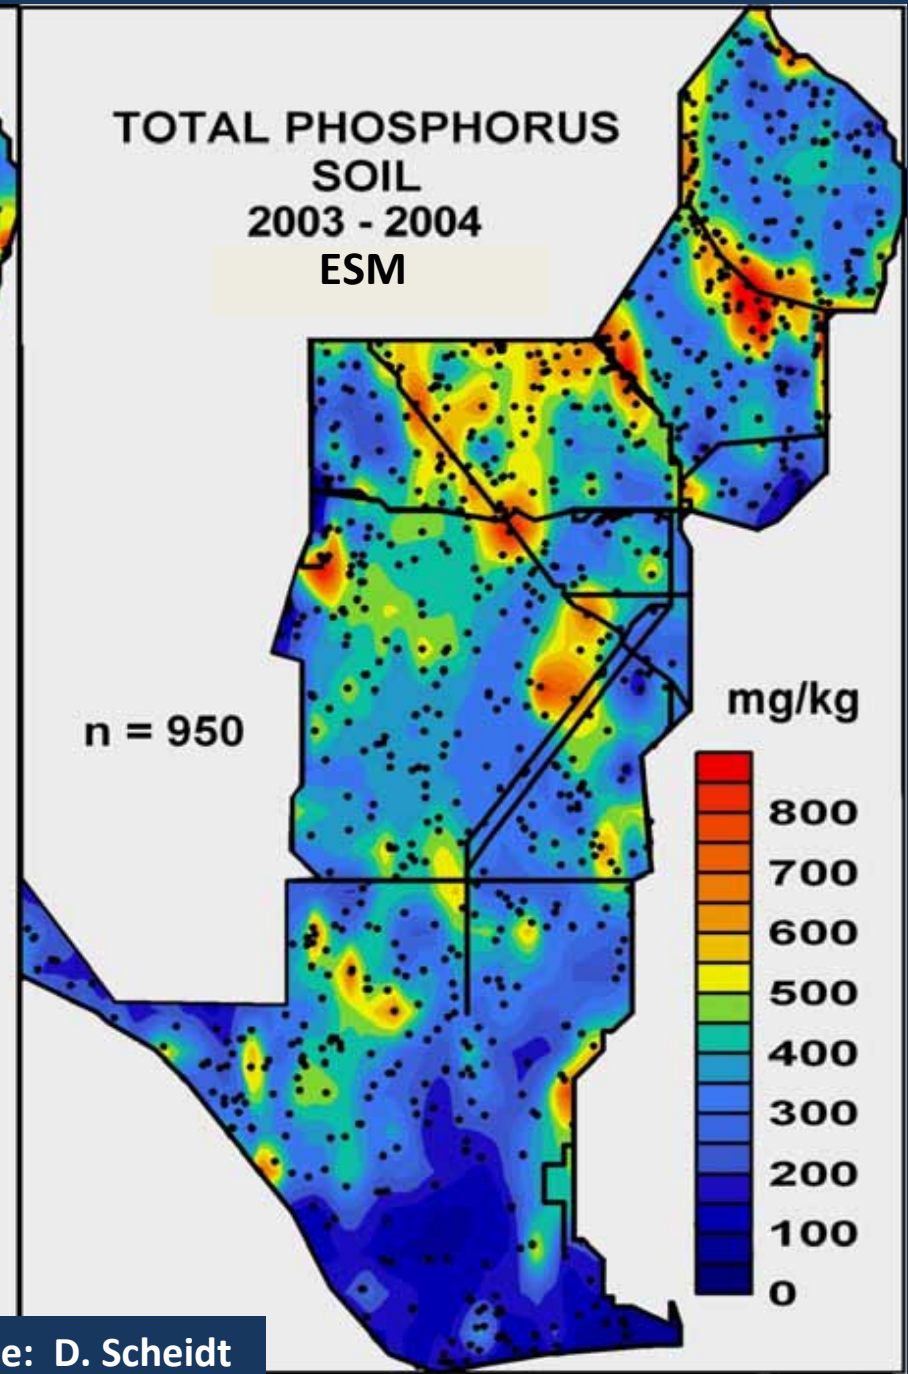 TOTAL PHOSPHORUS
SOIL
2003 - 2004
ESM
n = 950
mg/kg
800
700
600
500
400
300
200
100
0
e: D. Scheidt